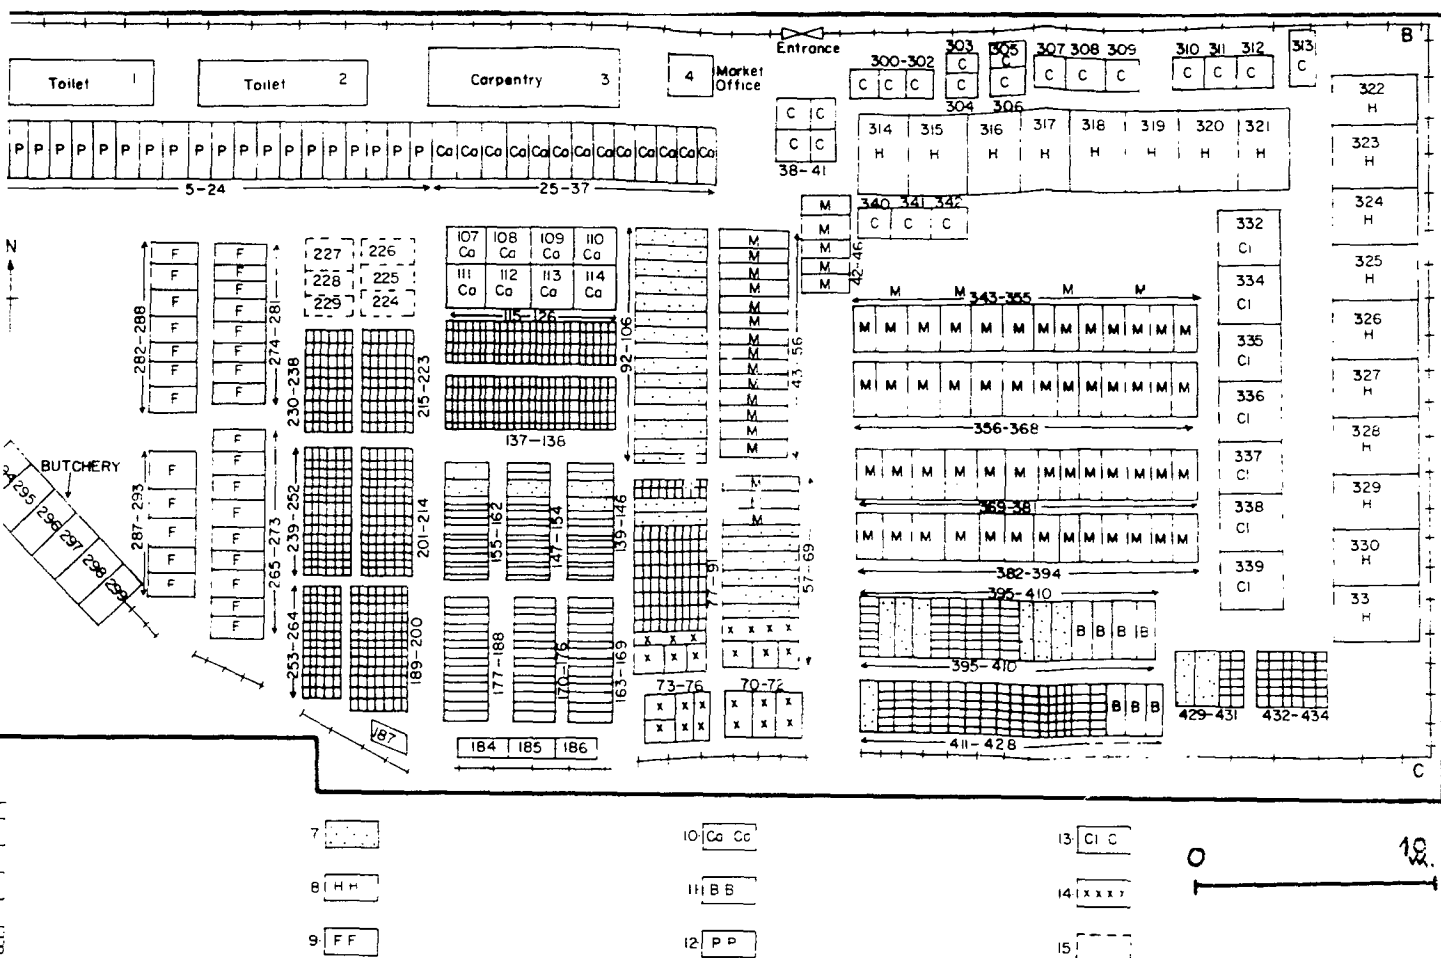 Entrance
B
Toilet 1
Toilet 2
Carpentry 3
4
Market
Office
300-302
303
305
307 308 309
310 311 312
313
C C C
C
C
C
C
C C C
C C C
C
304 306
P P P P P P P P P P P P P P P P P P P Ca Ca Ca Ca Ca Ca Ca Ca Ca Ca Ca Ca Ca
5-24
25-37
C C
C C
38-41
314 315 316 317 318 319 320 321
H H H H H H H H
322
H
323
H
324
H
325
H
326
H
327
H
328
H
329
H
330
H
33
H
340 341 342
C C C
M
M
M
M
M
42-46
332
Cl
334
Cl
335
Cl
336
Cl
337
Cl
338
Cl
339
Cl
N
F
F
F
F
F
F
F
282-288
F
F
F
F
F
F
F
F
274-281
227 226
228 225
229 224
107 108 109 110
Ca Ca Ca Ca
111 112 113 114
Ca Ca Ca Ca
115-126
137-138
92-106
M
M
M
M
M
M
M
M
M
M
M
M
M
43-56
M M M M
343-355
M M M M M M M M M M M M M
M M M M M M M M M M M M M
356-368
M M M M M M M M M M M M M
369-381
M M M M M M M M M M M M M
382-394
395-410
B B B B
395-410
B B B
411-428
429-431
432-434
230-238
215-223
239-252
201-214
253-264
189-200
BUTCHERY
295
296
297
298
299
F
F
F
F
F
287-293
F
F
F
F
F
F
F
F
F
265-273
155-162
147-154
139-146
177-188
170-176
163-169
M
M
57-69
x x x
x x x
x x x x
x x x
73-76
70-72
x x x
x x x
x x x
x x x
187
184 185 186
C
7
8 H H
9 F F
10 Ca Ca
11 B B
12 P P
13 Cl C
14 x x x x
15
0
10
m.